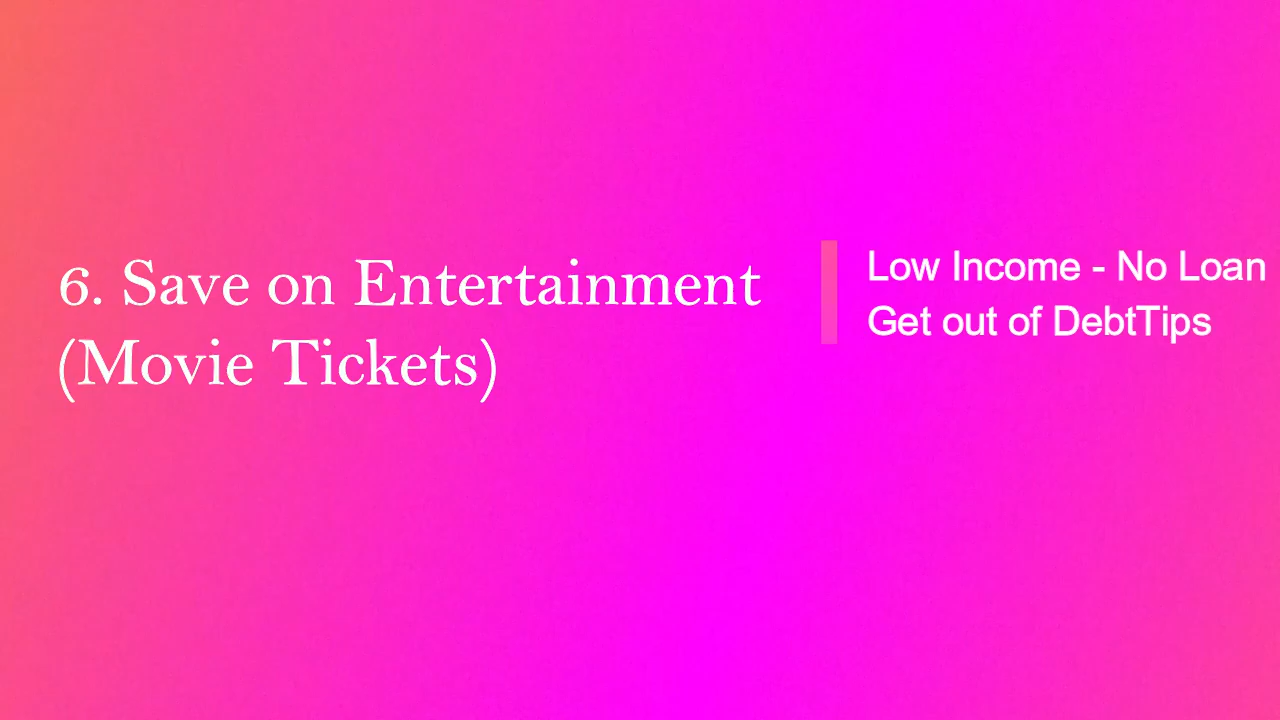 6. Save on Entertainment
(Movie Tickets)
Low Income - No Loan
Get out of DebtTips